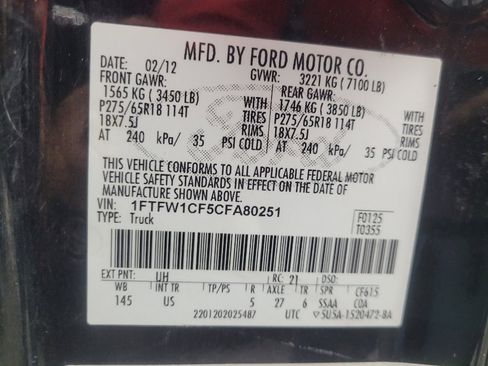 MFD. BY FORD MOTOR CO.
DATE: 02/12 GVWR: 3221 KG (7100 LB)
FRONT GAWR: REAR GAWR:
1565 KG (3450 LB) WITH 1746 KG (3850 LB) WITH
P275/65R18 114T TIRES P275/65R18 114T TIRES
18X7.5J RIMS 18X7.5J RIMS
AT 240 kPa/ 35 PSI COLD AT 240 kPa/ 35 PSI COLD
THIS VEHICLE CONFORMS TO ALL APPLICABLE FEDERAL MOTOR
VEHICLE SAFETY STANDARDS IN EFFECT ON THE DATE OF
MANUFACTURE SHOWN ABOVE.
VIN: 1FTFW1CF5CFA80251
TYPE: Truck
F0125
T0355
EXT PNT: UH RC: 21 DSO:
WB INT TR TP/PS R AXLE TR SPR CF615
145 US 5 27 6 SSAA CDA
2201202025487 UTC ▽5U5A-1520472-BA